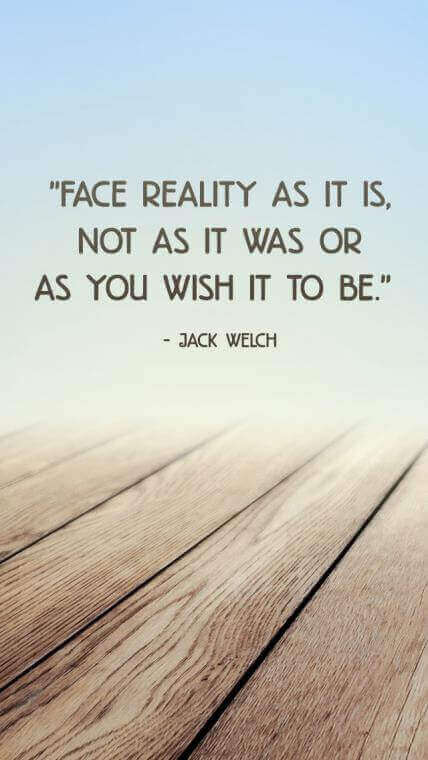 "FACE REALITY AS IT IS,
NOT AS IT WAS OR
AS YOU WISH IT TO BE."
- JACK WELCH